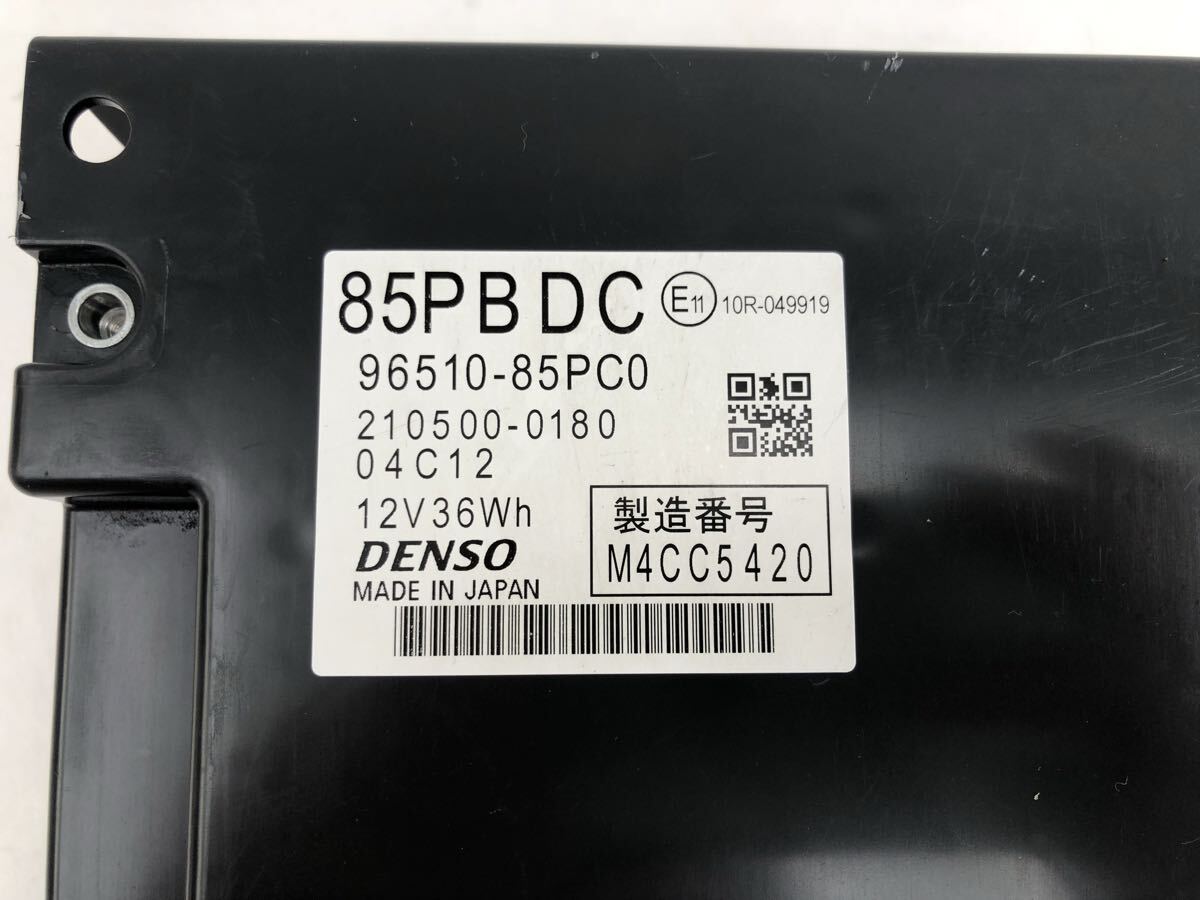 85PBDC E11 10R-049919
96510-85PC0
210500-0180
04C12
12V36Wh
製造番号
DENSO
M4CC5420
MADE IN JAPAN